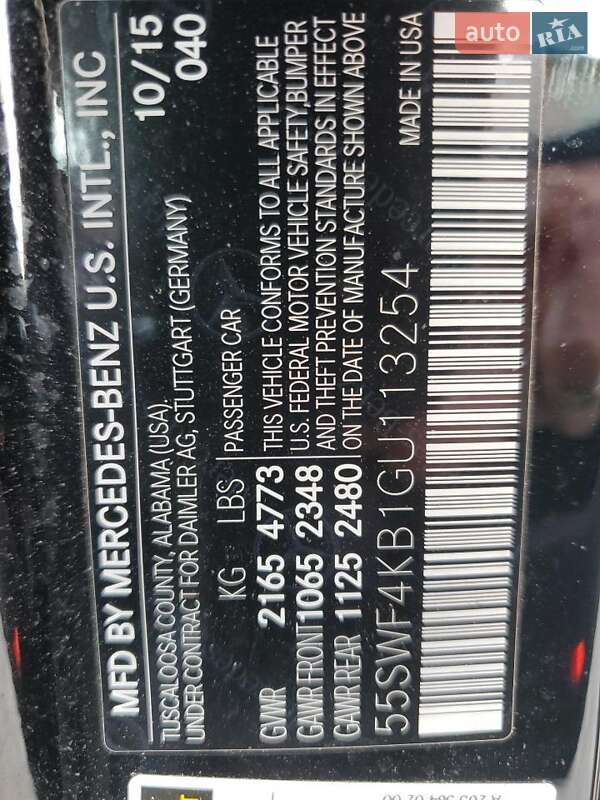 auto RIA.com
MFD BY MERCEDES-BENZ U.S. INTL., INC 10/15
TUSCALOOSA COUNTY, ALABAMA (USA), 040
UNDER CONTRACT FOR DAIMLER AG, STUTTGART (GERMANY)
KG LBS PASSENGER CAR
GVWR 2165 4773 THIS VEHICLE CONFORMS TO ALL APPLICABLE
GAWR FRONT 1065 2348 U.S. FEDERAL MOTOR VEHICLE SAFETY,BUMPER
AND THEFT PREVENTION STANDARDS IN EFFECT
GAWR REAR 1125 2480 ON THE DATE OF MANUFACTURE SHOWN ABOVE
55SWF4KB1GU113254 MADE IN USA